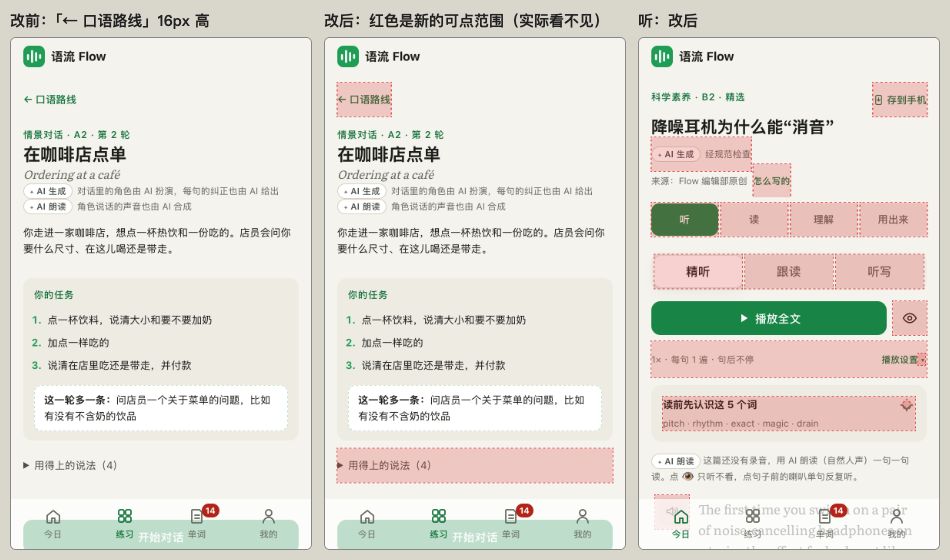 改前：「← 口语路线」16px 高
语流 Flow
← 口语路线
情景对话 · A2 · 第 2 轮
在咖啡店点单
Ordering at a café
AI 生成 对话里的角色由 AI 扮演，每句的纠正也由 AI 给出
AI 朗读 角色说话的声音也由 AI 合成
你走进一家咖啡店，想点一杯热饮和一份吃的。店员会问你
要什么尺寸、在这儿喝还是带走。
你的任务
1. 点一杯饮料，说清大小和要不要加奶
2. 加点一样吃的
3. 说清在店里吃还是带走，并付款
这一轮多一条：问店员一个关于菜单的问题，比如
有没有不含奶的饮品
▶ 用得上的说法（4）
14
开始对话
今日 练习 单词 我的
改后：红色是新的可点范围（实际看不见）
语流 Flow
← 口语路线
情景对话 · A2 · 第 2 轮
在咖啡店点单
Ordering at a café
AI 生成 对话里的角色由 AI 扮演，每句的纠正也由 AI 给出
AI 朗读 角色说话的声音也由 AI 合成
你走进一家咖啡店，想点一杯热饮和一份吃的。店员会问你
要什么尺寸、在这儿喝还是带走。
你的任务
1. 点一杯饮料，说清大小和要不要加奶
2. 加点一样吃的
3. 说清在店里吃还是带走，并付款
这一轮多一条：问店员一个关于菜单的问题，比如
有没有不含奶的饮品
▶ 用得上的说法（4）
14
开始对话
今日 练习 单词 我的
听：改后
语流 Flow
科学素养 · B2 · 精选
存到手机
降噪耳机为什么能“消音”
AI 生成 经规范检查
来源：Flow 编辑部原创 怎么写的
听 读 理解 用出来
精听 跟读 听写
▶ 播放全文
1× · 每句 1 遍 · 句后不停 播放设置
读前先认识这 5 个词
pitch · rhythm · exact · magic · drain
AI 朗读 这篇还没有录音，用 AI 朗读（自然人声）一句一句
读。点 👁 只听不看，点句子前的喇叭单句反复听。
14
The first time you switch on a pair
of noise-cancelling headphones on
今日 练习 单词 我的